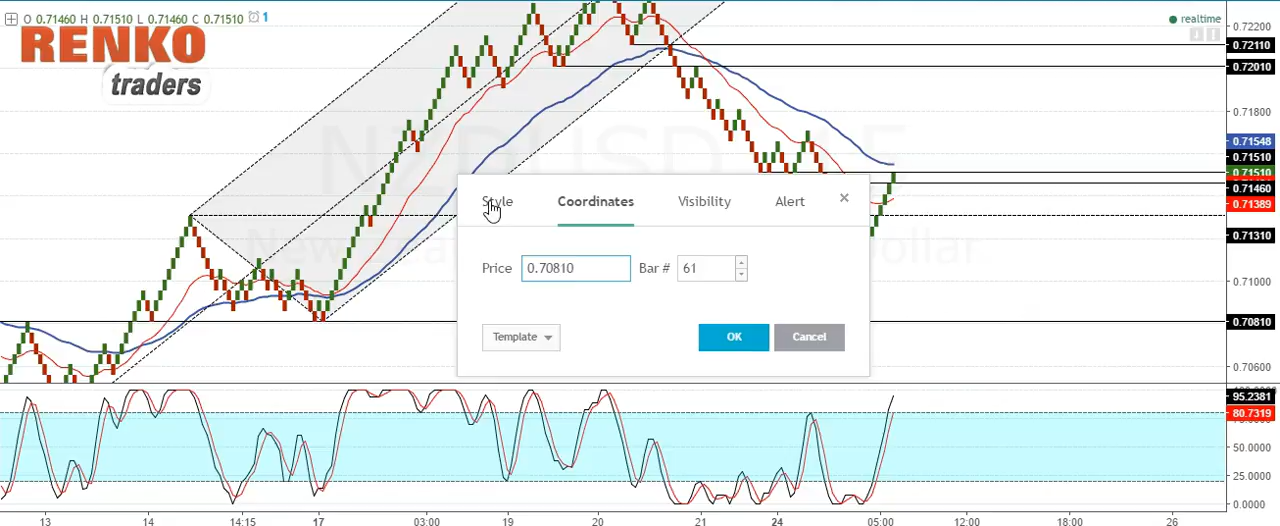 O 0.71460 H 0.71510 L 0.71460 C 0.71510 1
realtime
RENKO
traders
0.72200
0.72110
0.72010
0.71800
0.71548
0.71510
0.71510
0.71460
0.71389
0.71310
0.71000
0.70810
0.70600
Style Coordinates Visibility Alert ×
Price 0.70810 Bar # 61
Template OK Cancel
95.2381
80.7319
50.0000
25.0000
0.0000
13 14 14:15 17 03:00 19 20 21 24 05:00 12:00 18:00 26